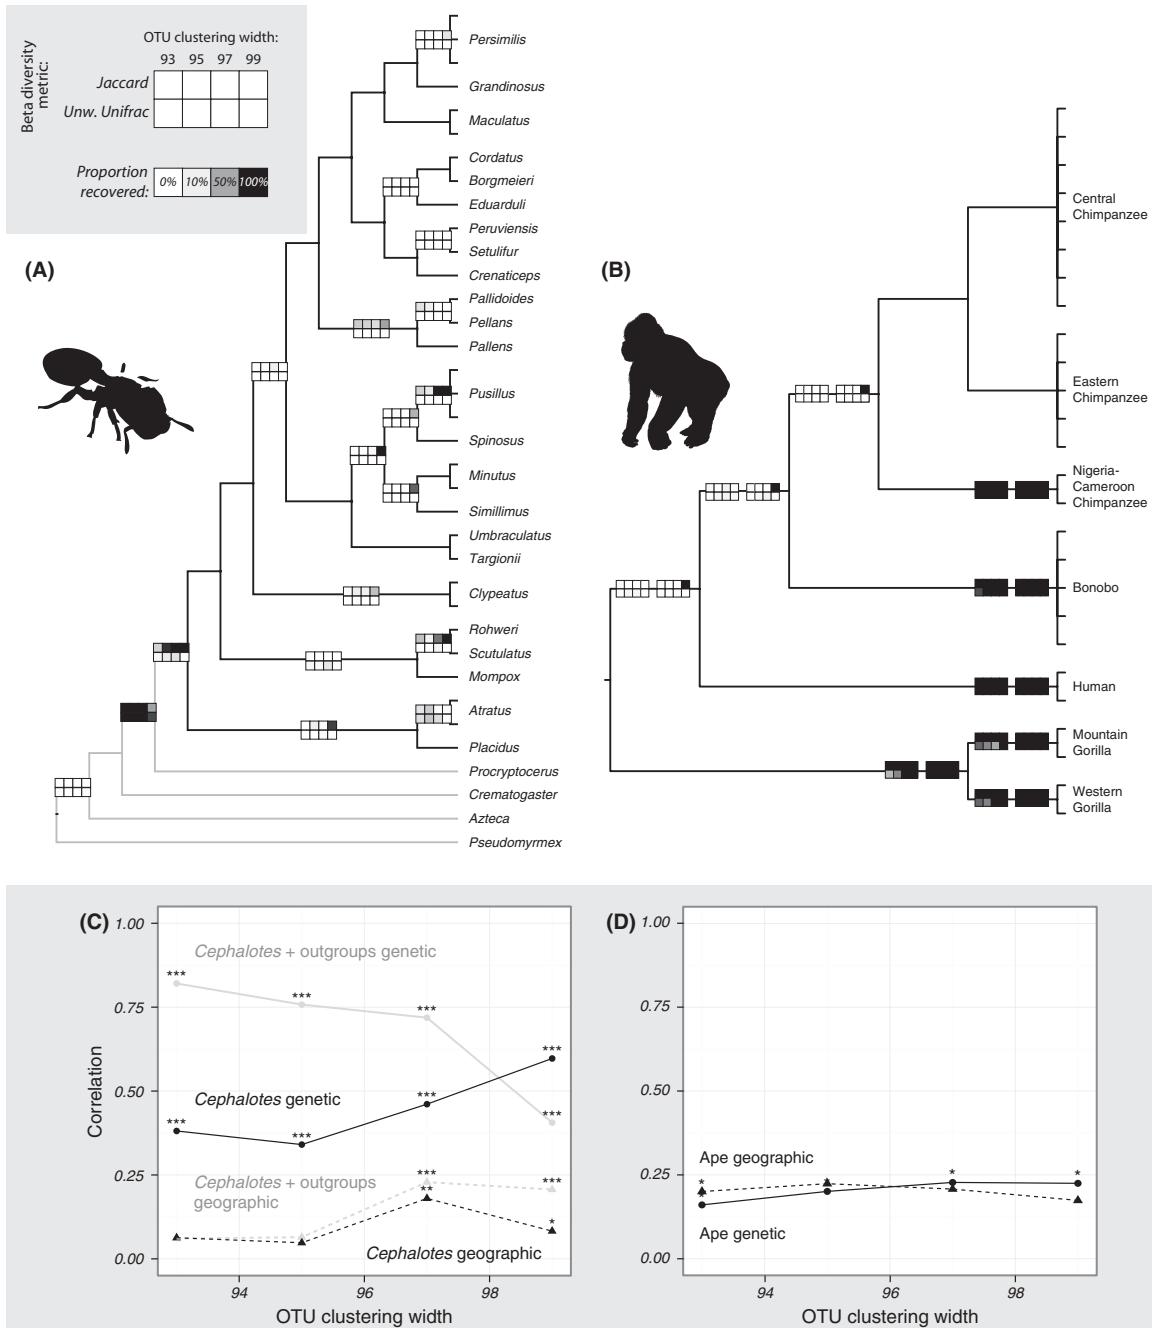 OTU clustering width:
93 95 97 99
Beta diversity
metric:
Jaccard
Unw. Unifrac
Proportion
recovered:
0% 10% 50% 100%
(A)
Persimilis
Grandinosus
Maculatus
Cordatus
Borgmeieri
Eduarduli
Peruviensis
Setulifur
Crenaticeps
Pallidoides
Pellans
Pallens
Pusillus
Spinosus
Minutus
Simillimus
Umbraculatus
Targionii
Clypeatus
Rohweri
Scutulatus
Mompox
Atratus
Placidus
Procryptocerus
Crematogaster
Azteca
Pseudomyrmex
(B)
Central
Chimpanzee
Eastern
Chimpanzee
Nigeria-
Cameroon
Chimpanzee
Bonobo
Human
Mountain
Gorilla
Western
Gorilla
(C)
Correlation
1.00
0.75
0.50
0.25
0.00
Cephalotes + outgroups genetic
*** *** *** ***
Cephalotes genetic
*** *** *** ***
Cephalotes + outgroups
geographic
*** ***
** *
Cephalotes geographic
94 96 98
OTU clustering width
(D)
1.00
0.75
0.50
0.25
0.00
Ape geographic
* * * *
Ape genetic
94 96 98
OTU clustering width